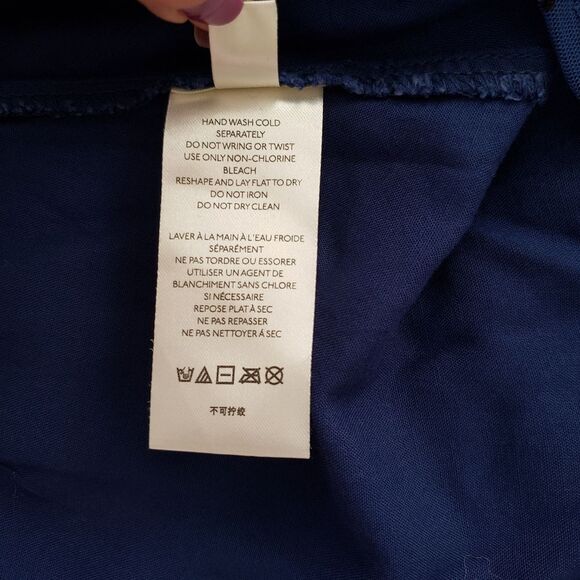 HAND WASH COLD
SEPARATELY
DO NOT WRING OR TWIST
USE ONLY NON-CHLORINE
BLEACH
RESHAPE AND LAY FLAT TO DRY
DO NOT IRON
DO NOT DRY CLEAN
LAVER À LA MAIN À L'EAU FROIDE
SÉPARÉMENT
NE PAS TORDRE OU ESSORER
UTILISER UN AGENT DE
BLANCHIMENT SANS CHLORE
SI NÉCESSAIRE
REPOSE PLAT À SEC
NE PAS REPASSER
NE PAS NETTOYER À SEC
不可拧绞